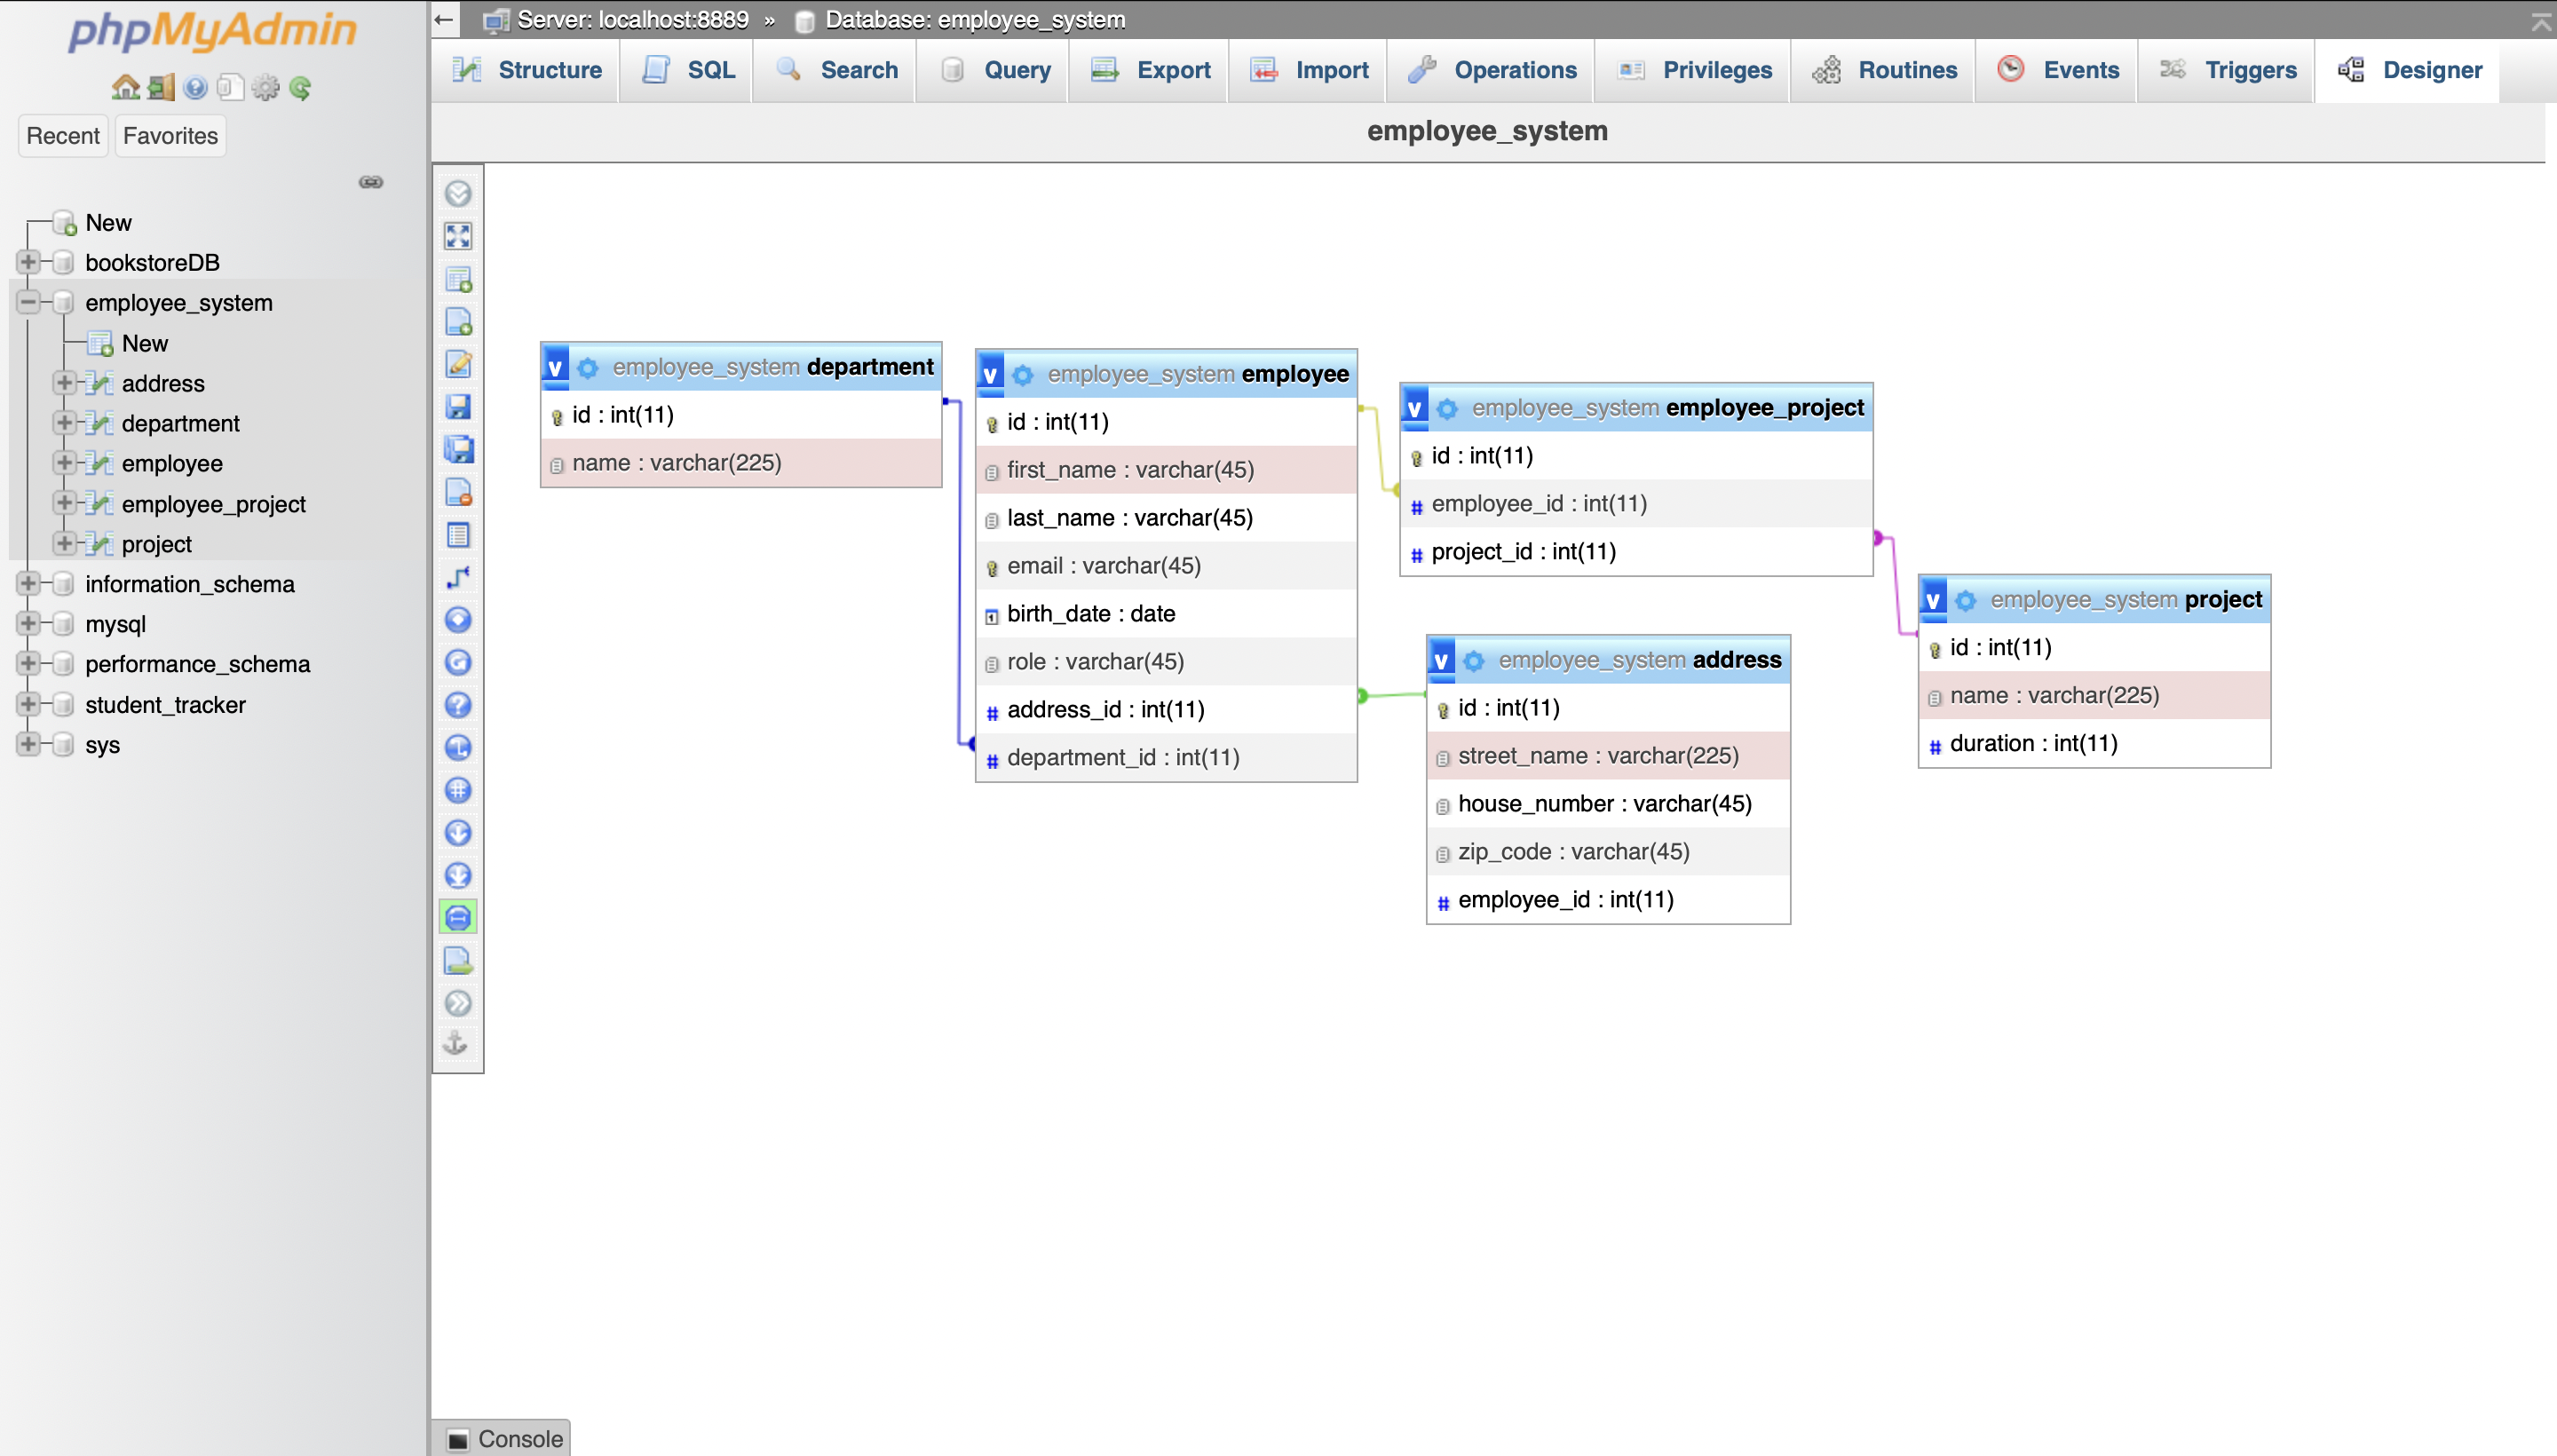 phpMyAdmin
Recent
Favorites
New
bookstoreDB
employee_system
New
address
department
employee
employee_project
project
information_schema
mysql
performance_schema
student_tracker
sys
Server: localhost:8889 » Database: employee_system
Structure
SQL
Search
Query
Export
Import
Operations
Privileges
Routines
Events
Triggers
Designer
employee_system
v employee_system department
id : int(11)
name : varchar(225)
v employee_system employee
id : int(11)
first_name : varchar(45)
last_name : varchar(45)
email : varchar(45)
birth_date : date
role : varchar(45)
# address_id : int(11)
# department_id : int(11)
v employee_system employee_project
id : int(11)
# employee_id : int(11)
# project_id : int(11)
v employee_system address
id : int(11)
street_name : varchar(225)
house_number : varchar(45)
zip_code : varchar(45)
# employee_id : int(11)
v employee_system project
id : int(11)
name : varchar(225)
# duration : int(11)
Console